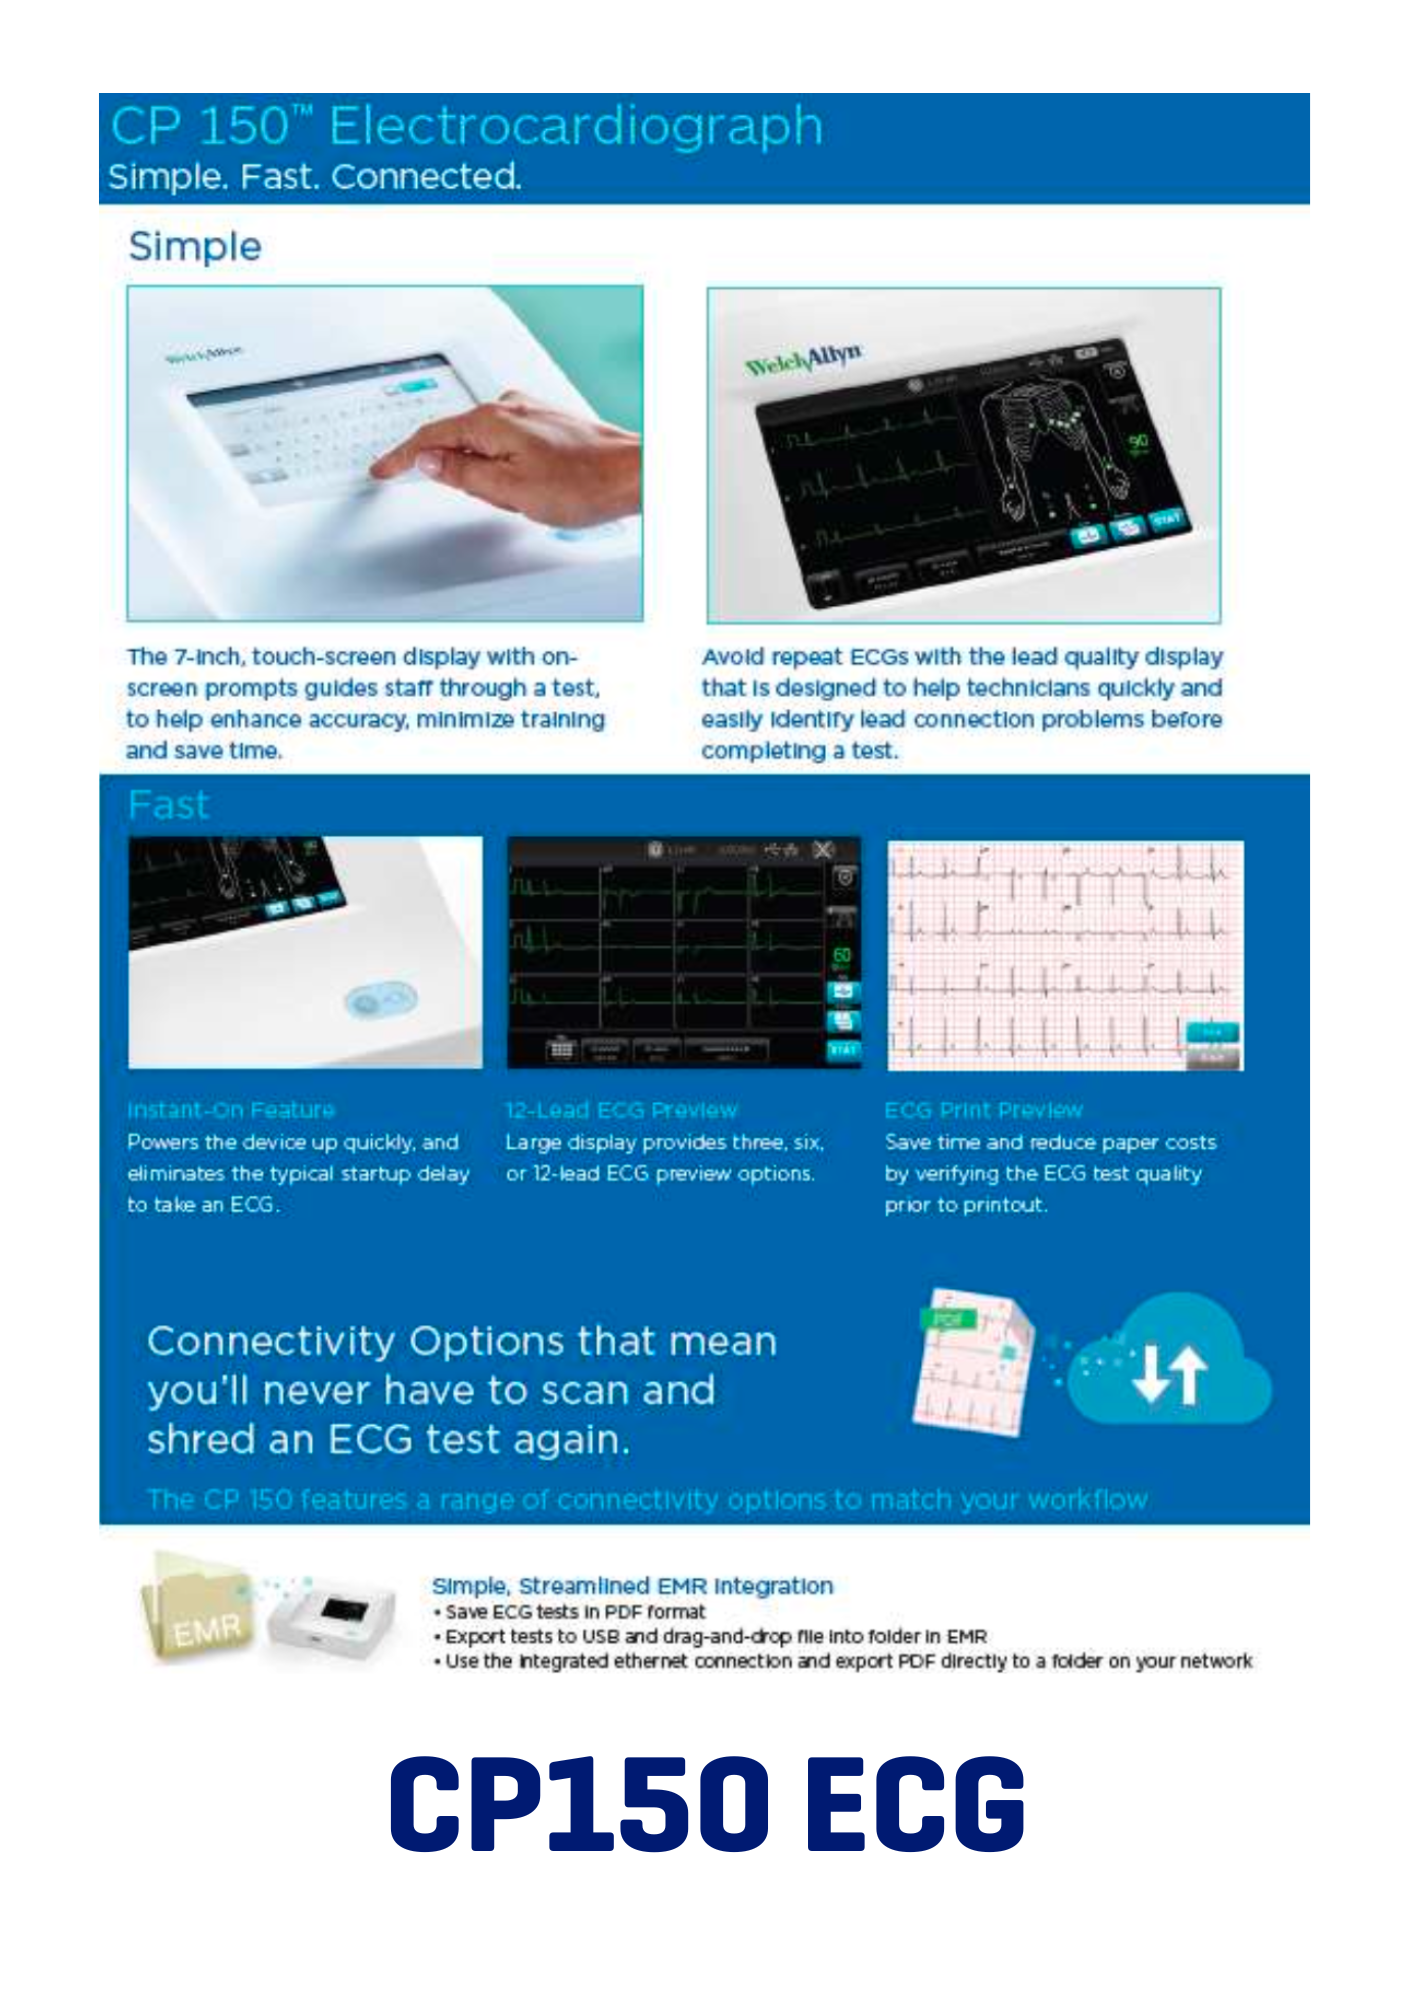 CP 150™ Electrocardiograph
Simple. Fast. Connected.
Simple
WelchAllyn
WelchAllyn
90
STAT
The 7-inch, touch-screen display with on-
screen prompts guides staff through a test,
to help enhance accuracy, minimize training
and save time.
Avoid repeat ECGs with the lead quality display
that is designed to help technicians quickly and
easily identify lead connection problems before
completing a test.
Fast
60
STAT
Instant-On Feature
Powers the device up quickly, and
eliminates the typical startup delay
to take an ECG.
12-Lead ECG Preview
Large display provides three, six,
or 12-lead ECG preview options.
ECG Print Preview
Save time and reduce paper costs
by verifying the ECG test quality
prior to printout.
Connectivity Options that mean
you'll never have to scan and
shred an ECG test again.
PDF
The CP 150 features a range of connectivity options to match your workflow
EMR
Simple, Streamlined EMR Integration
• Save ECG tests in PDF format
• Export tests to USB and drag-and-drop file into folder in EMR
• Use the integrated ethernet connection and export PDF directly to a folder on your network
CP150 ECG